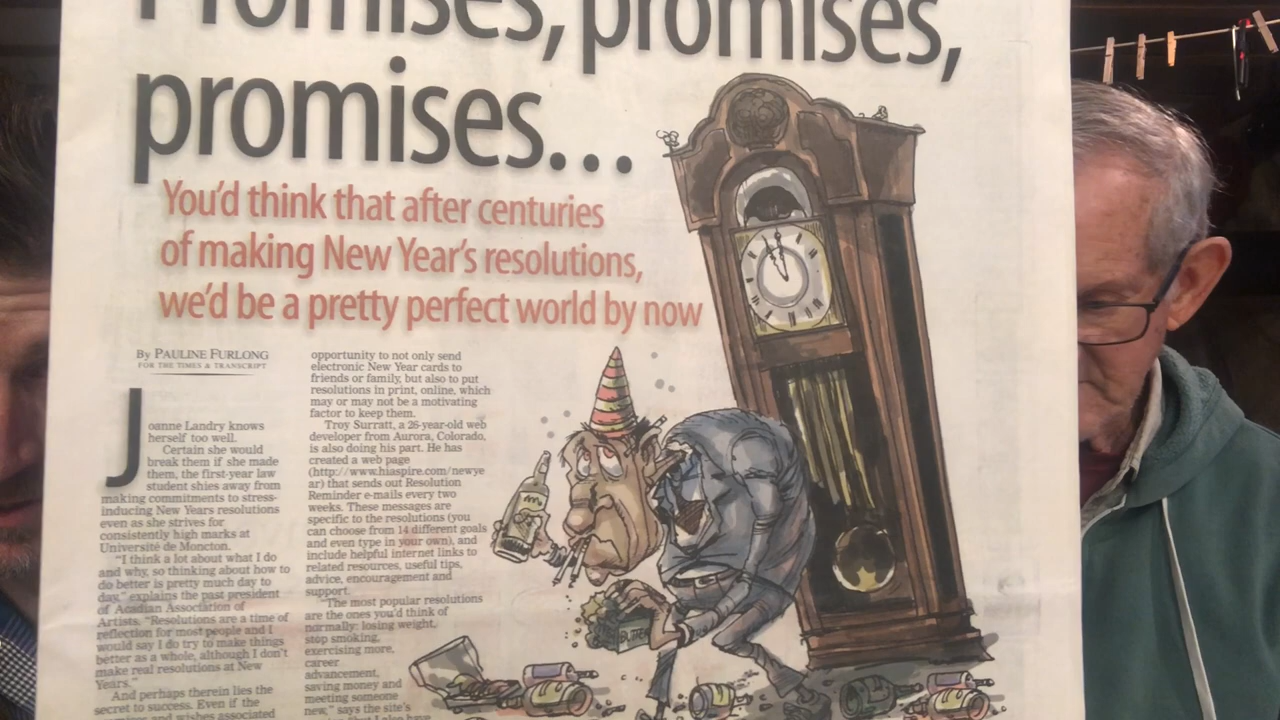 Promises, promises,
promises...
You'd think that after centuries
of making New Year's resolutions,
we'd be a pretty perfect world by now
By PAULINE FURLONG
FOR THE TIMES & TRANSCRIPT
Joanne Landry knows
herself too well.
Certain she would
break them if she made
them, the first-year law
student shies away from
making commitments to stress-
inducing New Years resolutions
even as she strives for
consistently high marks at
Université de Moncton.
"I think a lot about what I do
and why, so thinking about how to
do better is pretty much day to
day," explains the past president
of Acadian Association of
Artists. "Resolutions are a time of
reflection for most people and I
would say I do try to make things
better as a whole, although I don't
make real resolutions at New
Years."
And perhaps therein lies the
secret to success. Even if the
promises and wishes associated
opportunity to not only send
electronic New Year cards to
friends or family, but also to put
resolutions in print, online, which
may or may not be a motivating
factor to keep them.
Troy Surratt, a 26-year-old web
developer from Aurora, Colorado,
is also doing his part. He has
created a web page
(http://www.hiaspire.com/newye
ar) that sends out Resolution
Reminder e-mails every two
weeks. These messages are
specific to the resolutions (you
can choose from 14 different goals
and even type in your own), and
include helpful internet links to
related resources, useful tips,
advice, encouragement and
support.
"The most popular resolutions
are the ones you'd think of
normally: losing weight,
stop smoking,
exercising more,
career
advancement,
saving money and
meeting someone
new," says the site's
that I also have
BUTTER